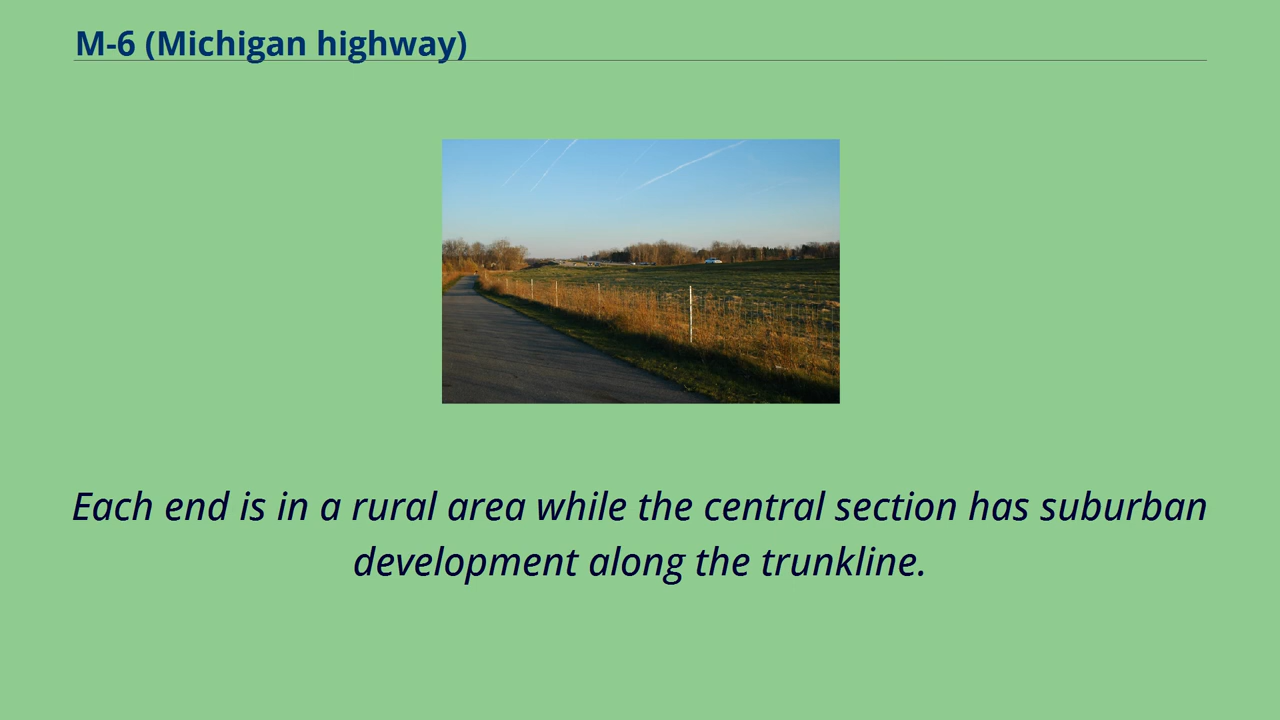 M-6 (Michigan highway)
Each end is in a rural area while the central section has suburban
development along the trunkline.